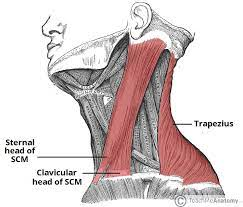 Trapezius
Sternal
head of
SCM
Clavicular
head of SCM
TeachMeAnatomy